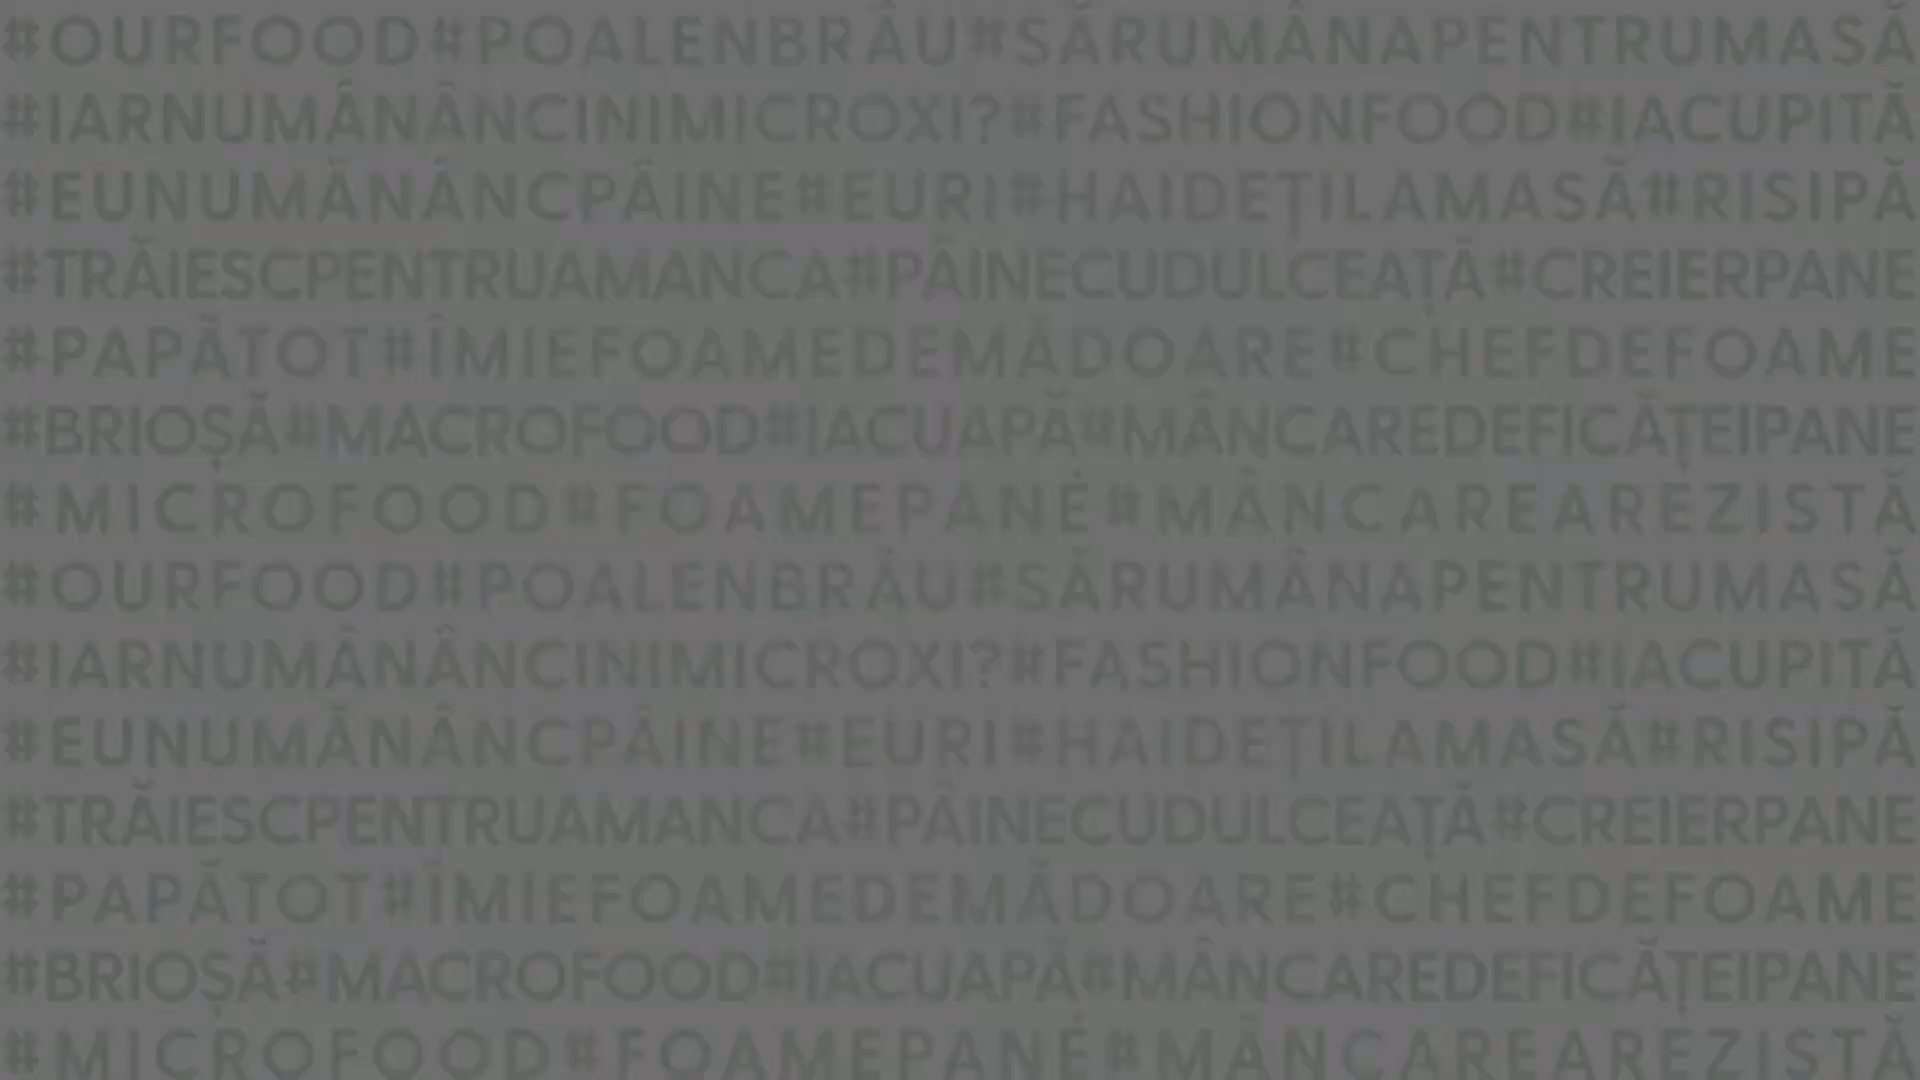 #OURFOOD#POALENBRÂU#SĂRUMÂNAPENTRUMASĂ
#IARNUMĂNÂNCINIMICROXI?#FASHIONFOOD#IACUPITĂ
#EUNUMĂNÂNCPÂINE#EURI#HAIDEȚILAMASĂ#RISIPĂ
#TRĂIESCPENTRUAMANCA#PÂINECUDULCEAȚĂ#CREIERPANE
#PAPĂTOT#ÎMIEFOAMEDEMĂDOARE#CHEFDEFOAME
#BRIOȘĂ#MACROFOOD#IACUAPĂ#MÂNCAREDEFICĂȚEIPANE
#MICROFOOD#FOAMEPANÉ#MÂNCAREAREZISTĂ
#OURFOOD#POALENBRÂU#SĂRUMÂNAPENTRUMASĂ
#IARNUMĂNÂNCINIMICROXI?#FASHIONFOOD#IACUPITĂ
#EUNUMĂNÂNCPÂINE#EURI#HAIDEȚILAMASĂ#RISIPĂ
#TRĂIESCPENTRUAMANCA#PÂINECUDULCEAȚĂ#CREIERPANE
#PAPĂTOT#ÎMIEFOAMEDEMĂDOARE#CHEFDEFOAME
#BRIOȘĂ#MACROFOOD#IACUAPĂ#MÂNCAREDEFICĂȚEIPANE
#MICROFOOD#FOAMEPANÉ#MÂNCAREAREZISTĂ